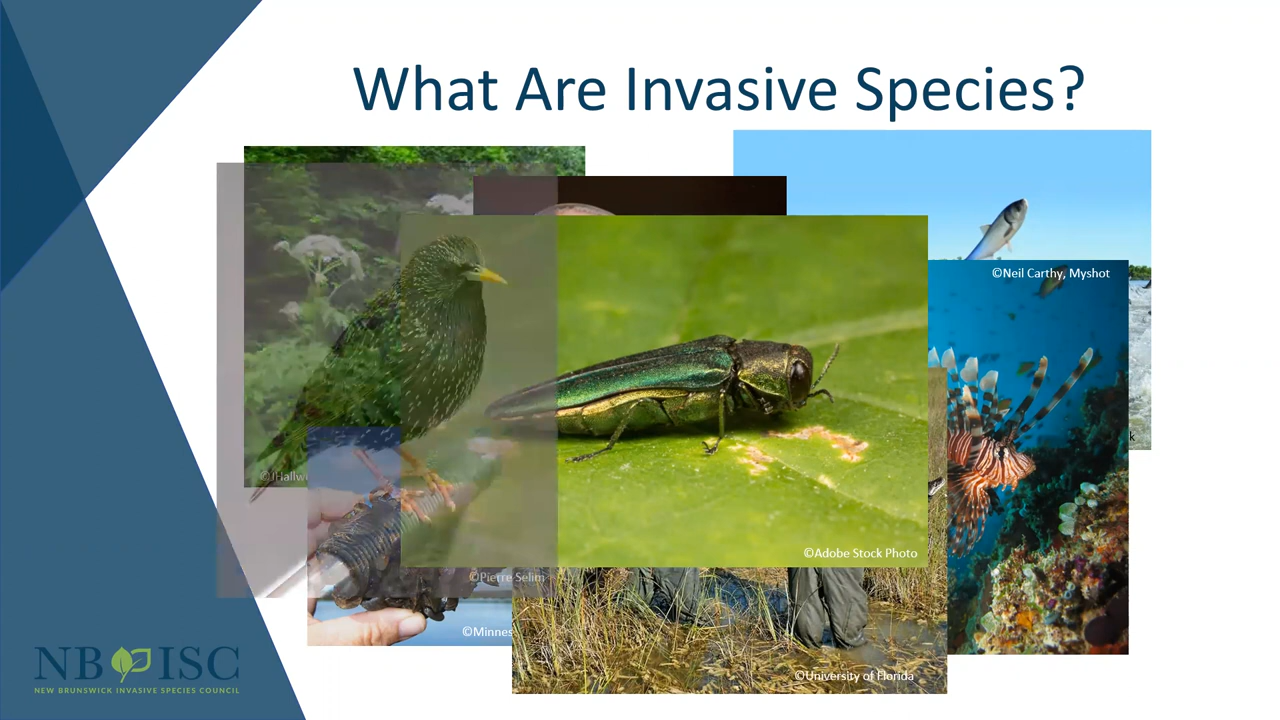 What Are Invasive Species?
©Neil Carthy, Myshot
©Adobe Stock Photo
©Pierre Selim
©University of Florida
NB ISC
NEW BRUNSWICK INVASIVE SPECIES COUNCIL